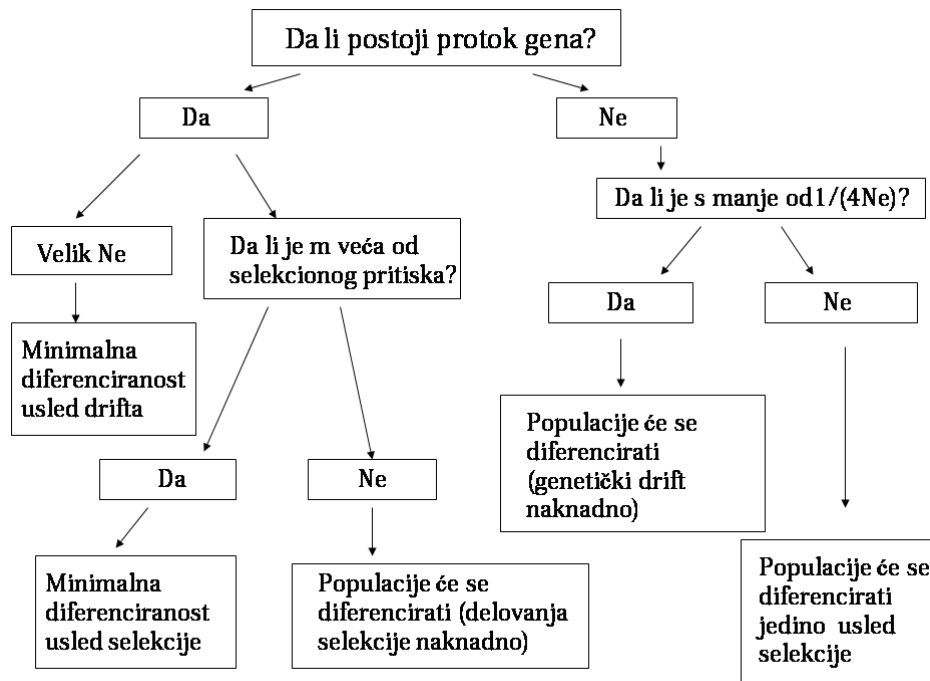 Da li postoji protok gena?
Da
Ne
Da li je s manje od 1/(4Ne)?
Velik Ne
Da li je m veća od
selekcionog pritiska?
Da
Ne
Minimalna
diferenciranost
usled drifta
Populacije će se
diferencirati
(genetički drift
naknadno)
Da
Ne
Minimalna
diferenciranost
usled selekcije
Populacije će se
diferencirati (delovanja
selekcije naknadno)
Populacije će se
diferencirati
jedino usled
selekcije